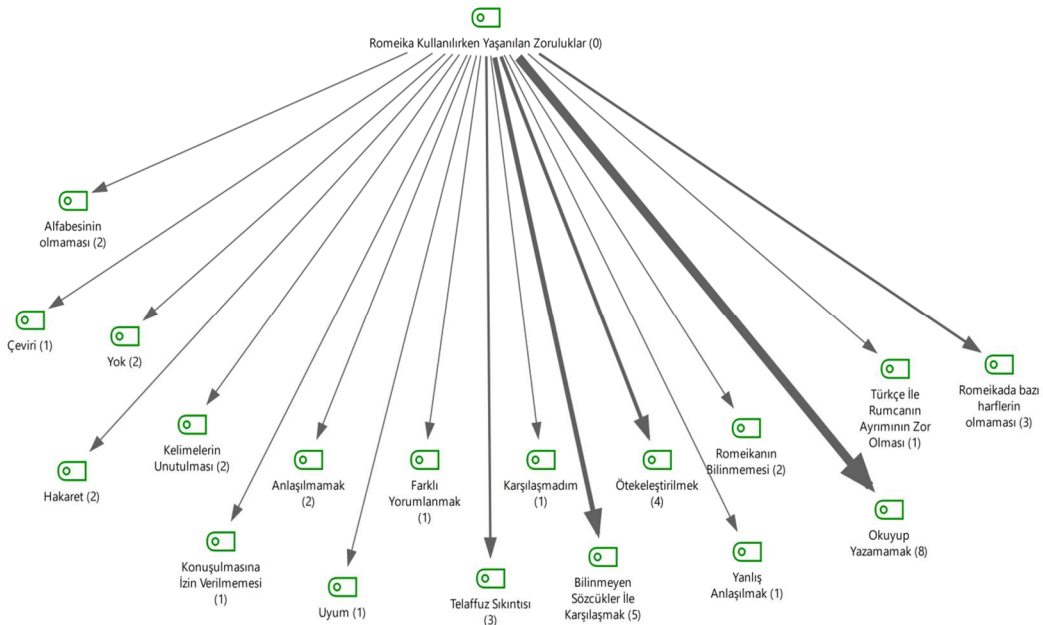 Romeika Kullanılırken Yaşanılan Zoruluklar (0)
Alfabesinin
olmaması (2)
Çeviri (1)
Yok (2)
Hakaret (2)
Kelimelerin
Unutulması (2)
Konuşulmasına
İzin Verilmemesi
(1)
Anlaşılmamak
(2)
Uyum (1)
Farklı
Yorumlanmak
(1)
Telaffuz Sıkıntısı
(3)
Karşılaşmadım
(1)
Bilinmeyen
Sözcükler İle
Karşılaşmak (5)
Ötekeleştirilmek
(4)
Yanlış
Anlaşılmak (1)
Romeikanın
Bilinmemesi (2)
Okuyup
Yazamamak (8)
Türkçe İle
Rumcanın
Ayrımının Zor
Olması (1)
Romeikada bazı
harflerin
olmaması (3)